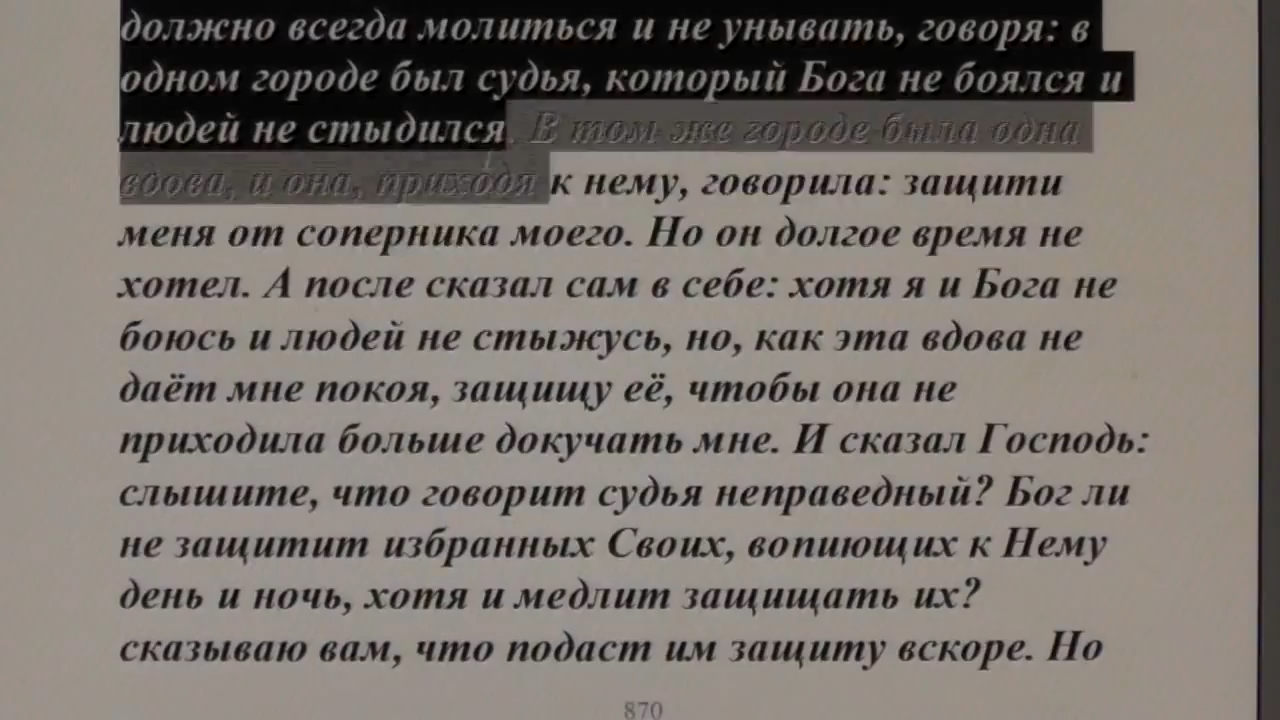 должно всегда молиться и не унывать, говоря: в
одном городе был судья, который Бога не боялся и
людей не стыдился. В том же городе была одна
вдова, и она, приходя к нему, говорила: защити
меня от соперника моего. Но он долгое время не
хотел. А после сказал сам в себе: хотя я и Бога не
боюсь и людей не стыжусь, но, как эта вдова не
даёт мне покоя, защищу её, чтобы она не
приходила больше докучать мне. И сказал Господь:
слышите, что говорит судья неправедный? Бог ли
не защитит избранных Своих, вопиющих к Нему
день и ночь, хотя и медлит защищать их?
сказываю вам, что подаст им защиту вскоре. Но
870